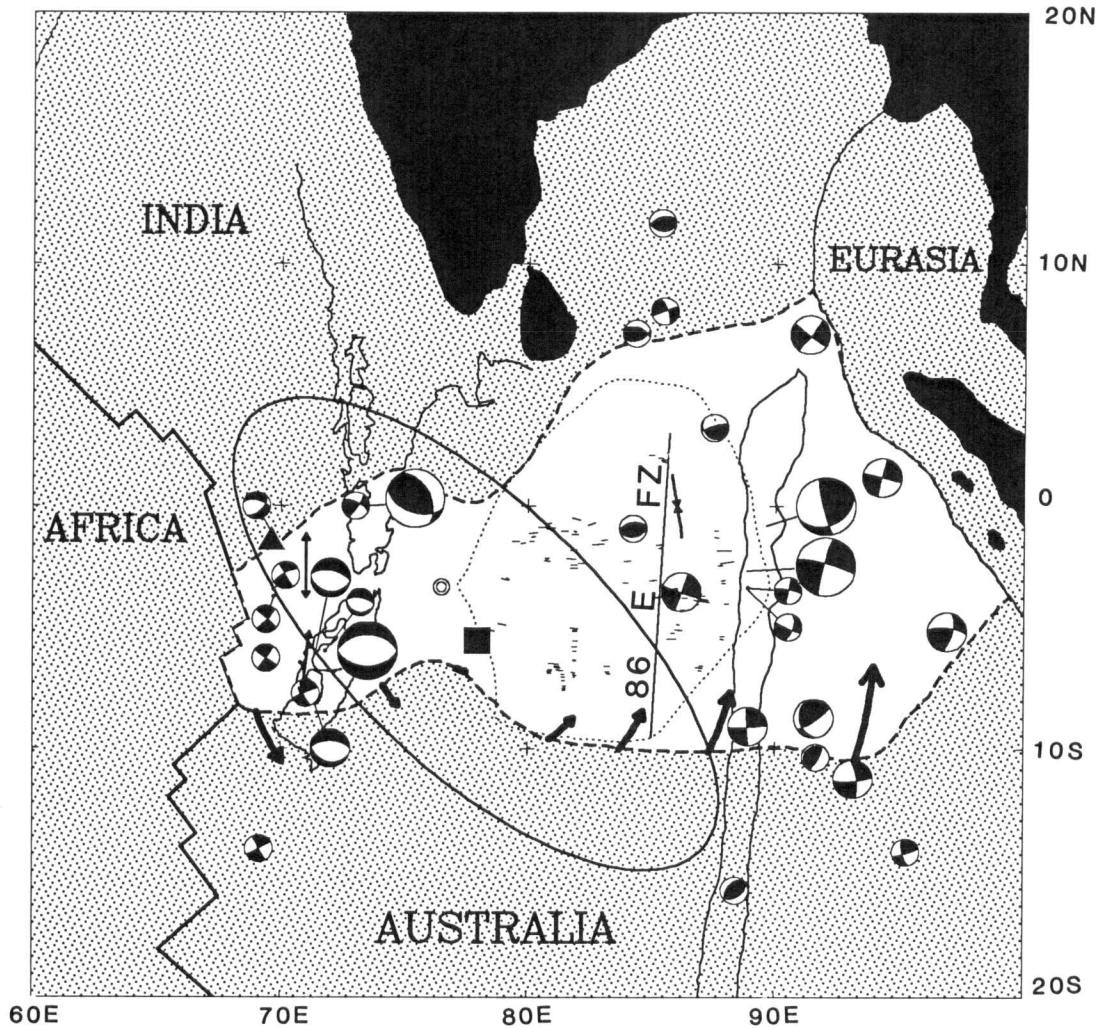 20N
INDIA
EURASIA
10N
0
AFRICA
86 E FZ
10S
AUSTRALIA
20S
60E 70E 80E 90E